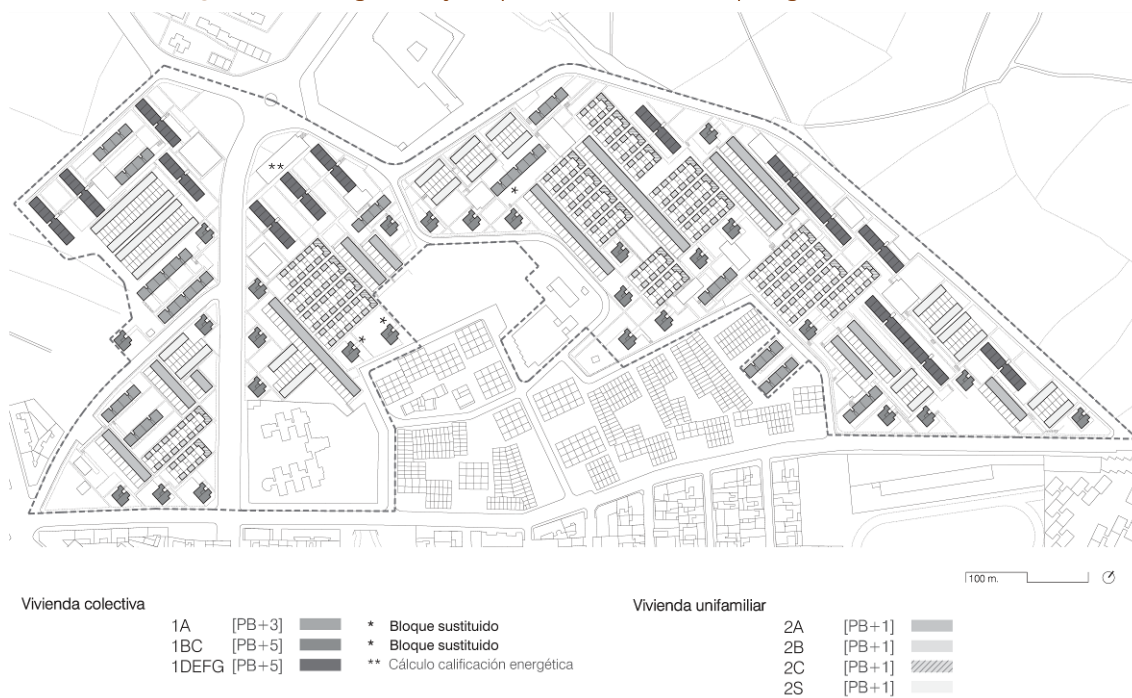 **
*
*
*
100 m.
Vivienda colectiva
1A [PB+3] * Bloque sustituido
1BC [PB+5] * Bloque sustituido
1DEFG [PB+5] ** Cálculo calificación energética
Vivienda unifamiliar
2A [PB+1]
2B [PB+1]
2C [PB+1]
2S [PB+1]